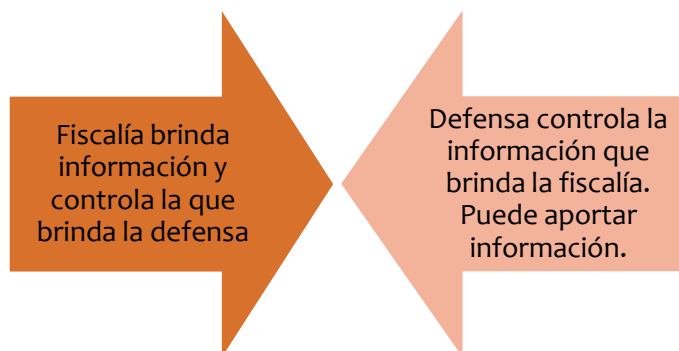 Fiscalía brinda
información y
controla la que
brinda la defensa
Defensa controla la
información que
brinda la fiscalía.
Puede aportar
información.